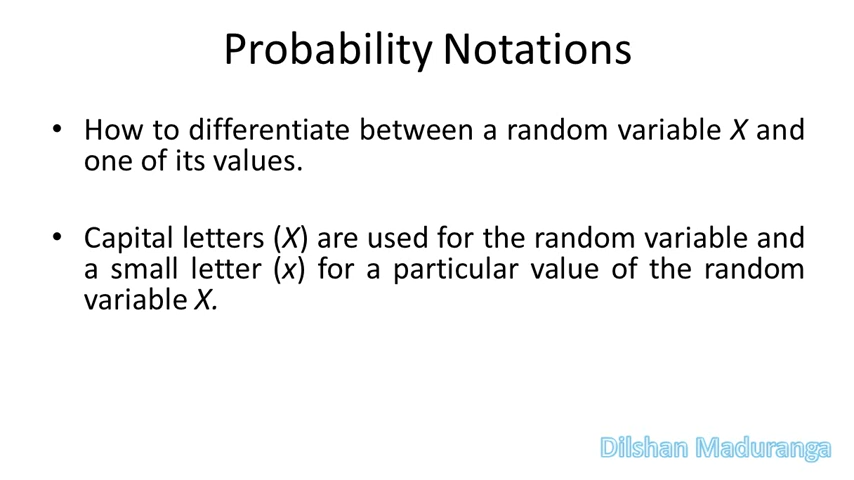 Probability Notations
• How to differentiate between a random variable X and
one of its values.
• Capital letters (X) are used for the random variable and
a small letter (x) for a particular value of the random
variable X.
Dilshan Maduranga